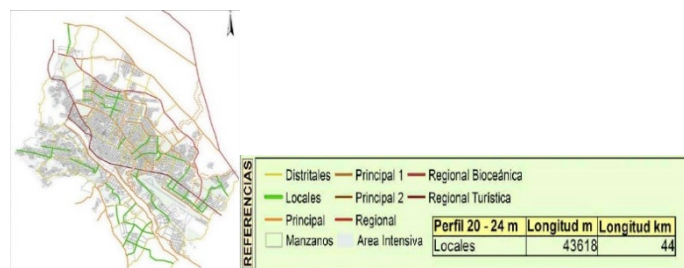 REFERENCIAS
Distritales Principal 1 Regional Bioceánica
Locales Principal 2 Regional Turística
Principal Regional
Manzanos Area Intensiva
Perfil 20 - 24 m Longitud m Longitud km
Locales 43618 44